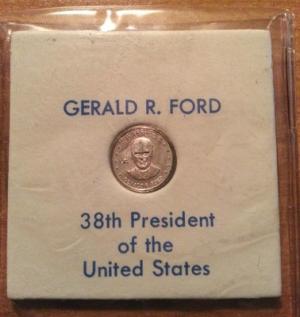 GERALD R. FORD
38th President
of the
United States